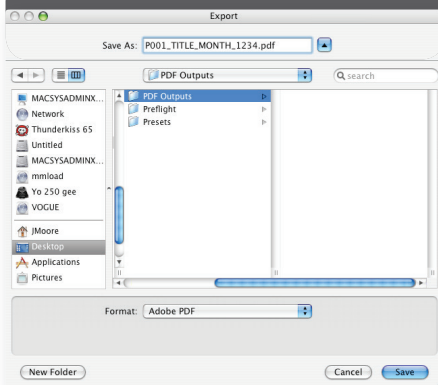 Export
Save As: P001_TITLE_MONTH_1234.pdf
PDF Outputs
search
MACSYSADMINX...
Network
Thunderkiss 65
Untitled
MACSYSADMINX...
mmload
Yo 250 gee
VOGUE
JMoore
Desktop
Applications
Pictures
PDF Outputs
Preflight
Presets
Format: Adobe PDF
New Folder
Cancel
Save